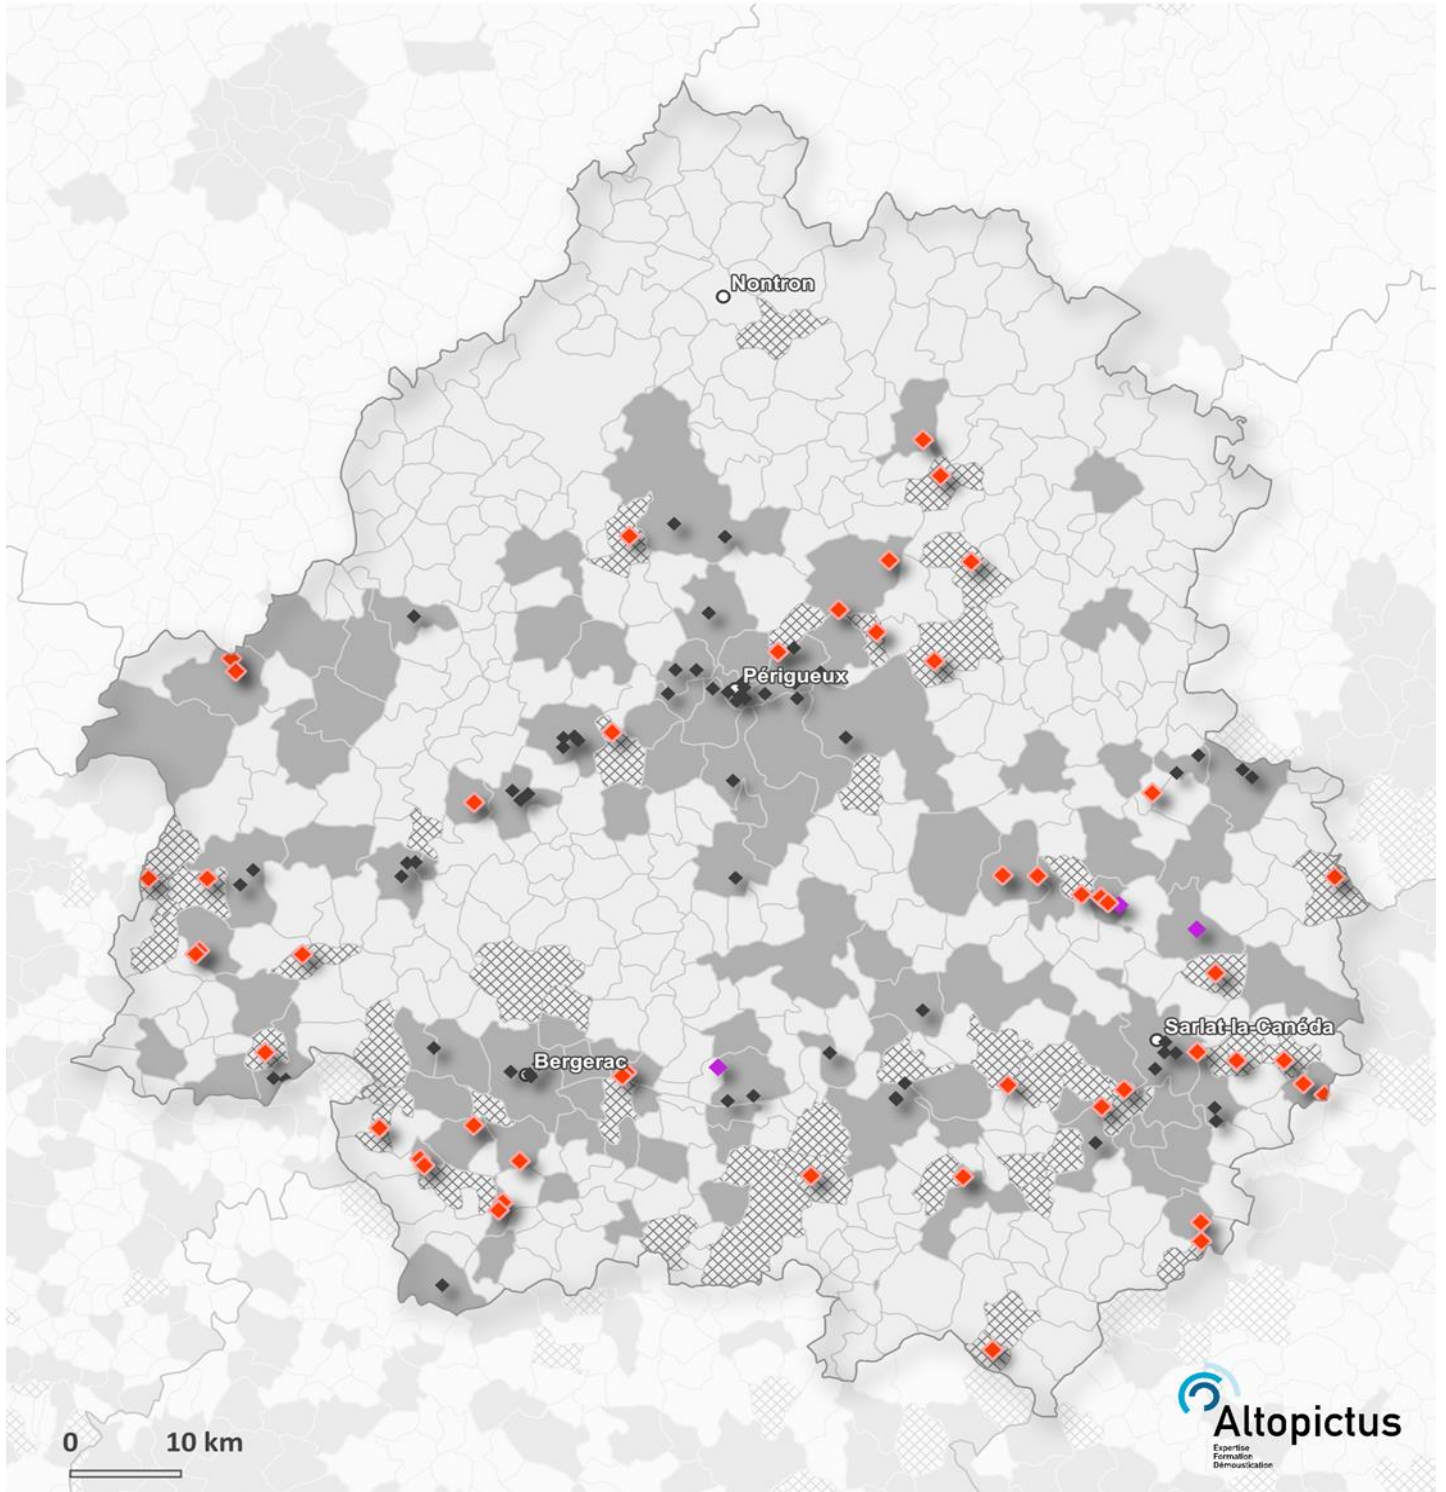 Nontron
Périgueux
Sarlat-la-Canéda
Bergerac
0 10 km
Altopictus
Expertise
Formation
Démoustication